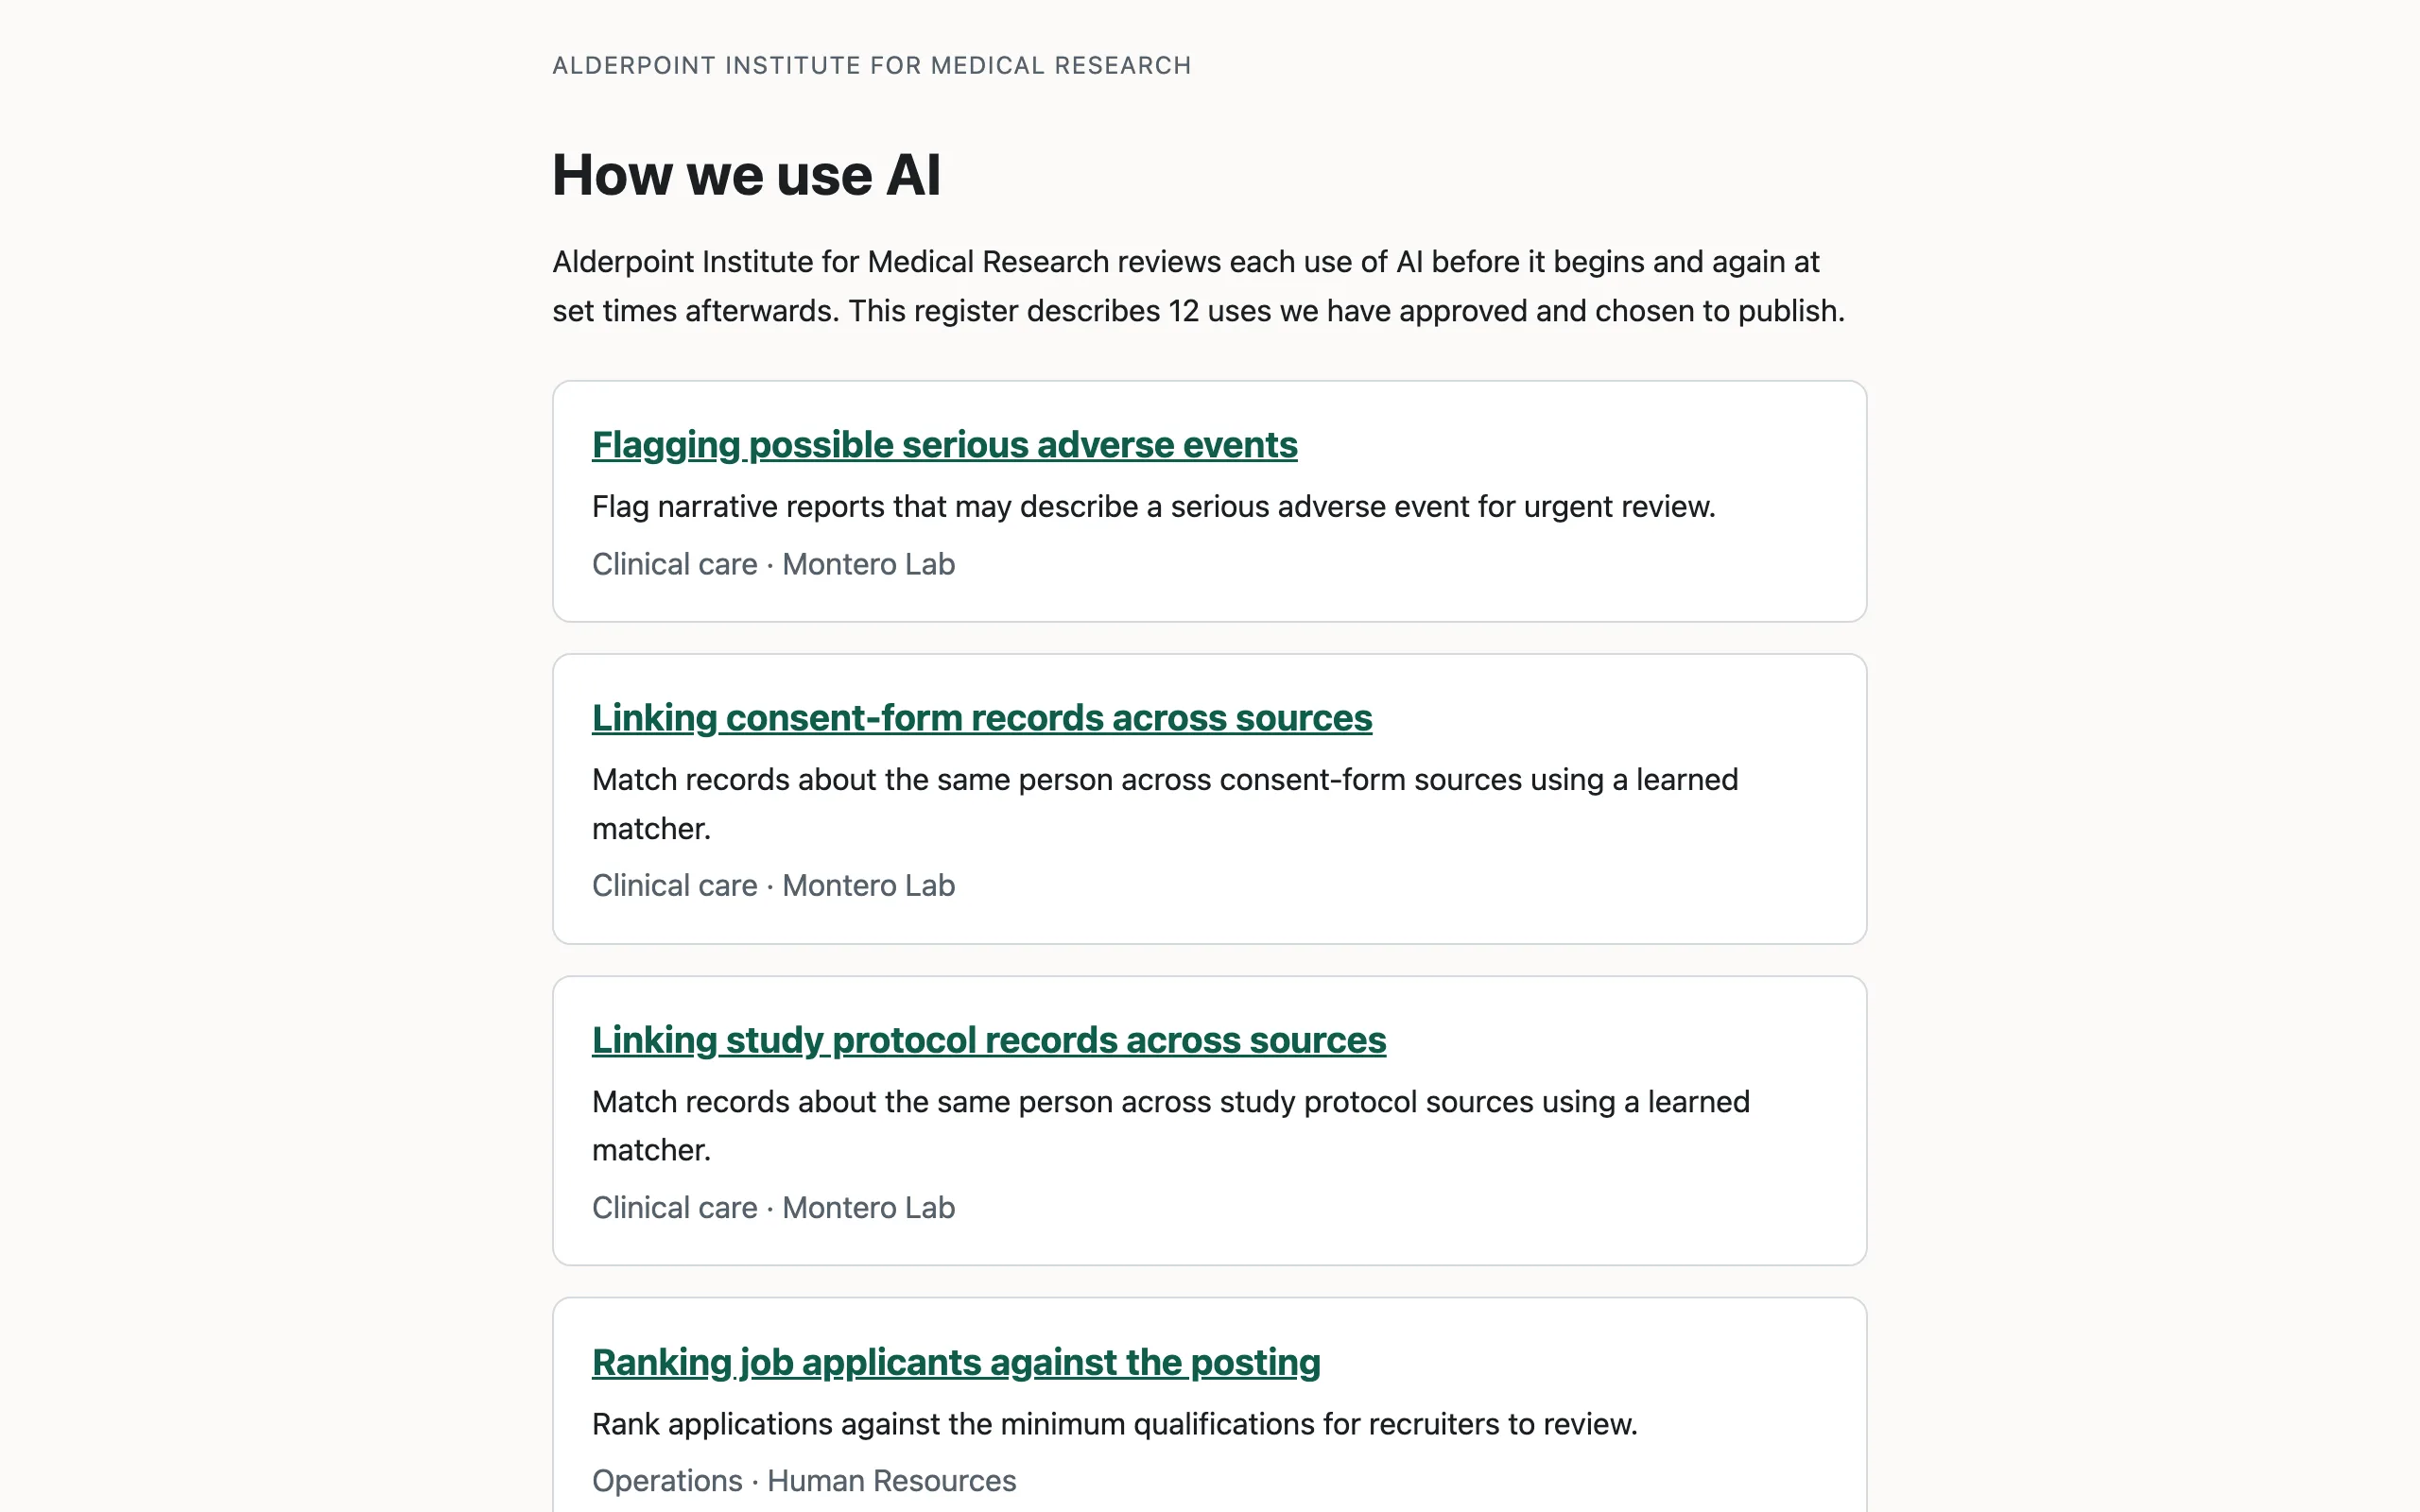 ALDERPOINT INSTITUTE FOR MEDICAL RESEARCH
How we use AI
Alderpoint Institute for Medical Research reviews each use of AI before it begins and again at
set times afterwards. This register describes 12 uses we have approved and chosen to publish.
Flagging possible serious adverse events
Flag narrative reports that may describe a serious adverse event for urgent review.
Clinical care · Montero Lab
Linking consent-form records across sources
Match records about the same person across consent-form sources using a learned
matcher.
Clinical care · Montero Lab
Linking study protocol records across sources
Match records about the same person across study protocol sources using a learned
matcher.
Clinical care · Montero Lab
Ranking job applicants against the posting
Rank applications against the minimum qualifications for recruiters to review.
Operations · Human Resources